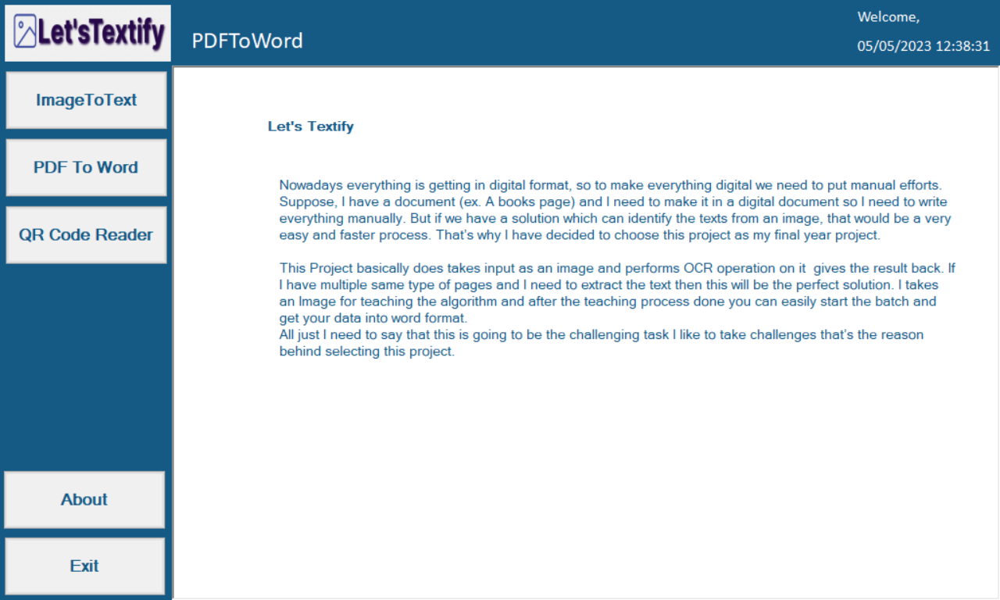 Let'sTextify
PDFToWord
Welcome,
05/05/2023 12:38:31
ImageToText
PDF To Word
QR Code Reader
About
Exit
Let's Textify
Nowadays everything is getting in digital format, so to make everything digital we need to put manual efforts.
Suppose, I have a document (ex. A books page) and I need to make it in a digital document so I need to write
everything manually. But if we have a solution which can identify the texts from an image, that would be a very
easy and faster process. That's why I have decided to choose this project as my final year project.
This Project basically does takes input as an image and performs OCR operation on it  gives the result back. If
I have multiple same type of pages and I need to extract the text then this will be the perfect solution. I takes
an Image for teaching the algorithm and after the teaching process done you can easily start the batch and
get your data into word format.
All just I need to say that this is going to be the challenging task I like to take challenges that's the reason
behind selecting this project.